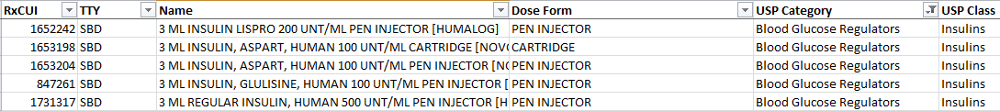 RxCUI TTY Name Dose Form USP Category USP Class
1652242 SBD 3 ML INSULIN LISPRO 200 UNT/ML PEN INJECTOR [HUMALOG] PEN INJECTOR Blood Glucose Regulators Insulins
1653198 SBD 3 ML INSULIN, ASPART, HUMAN 100 UNT/ML CARTRIDGE [NOVO CARTRIDGE Blood Glucose Regulators Insulins
1653204 SBD 3 ML INSULIN, ASPART, HUMAN 100 UNT/ML PEN INJECTOR [NO PEN INJECTOR Blood Glucose Regulators Insulins
847261 SBD 3 ML INSULIN, GLULISINE, HUMAN 100 UNT/ML PEN INJECTOR [ PEN INJECTOR Blood Glucose Regulators Insulins
1731317 SBD 3 ML REGULAR INSULIN, HUMAN 500 UNT/ML PEN INJECTOR [H PEN INJECTOR Blood Glucose Regulators Insulins